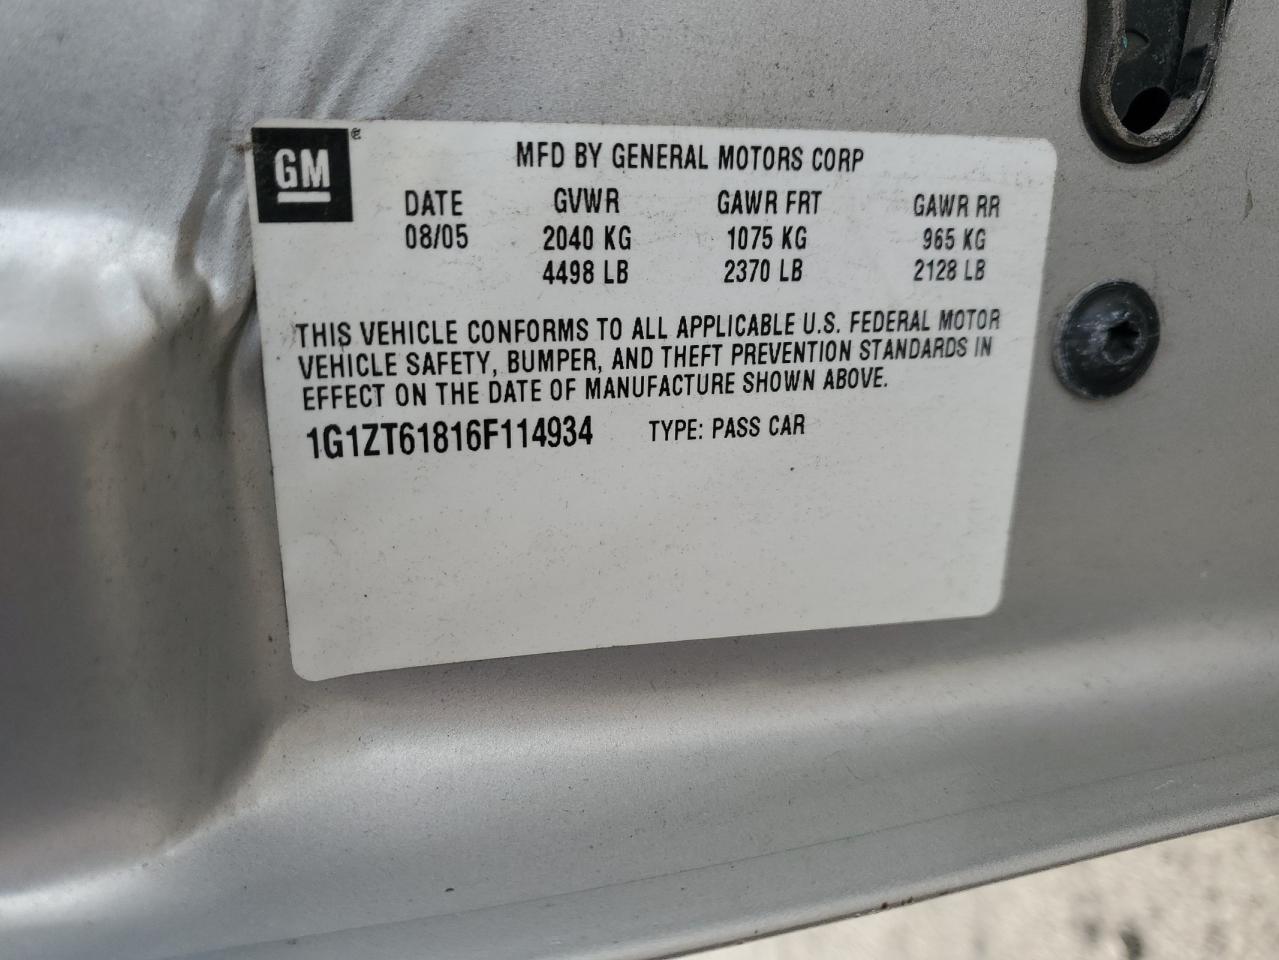 GM ®
MFD BY GENERAL MOTORS CORP
DATE GVWR GAWR FRT GAWR RR
08/05 2040 KG 1075 KG 965 KG
4498 LB 2370 LB 2128 LB
THIS VEHICLE CONFORMS TO ALL APPLICABLE U.S. FEDERAL MOTOR
VEHICLE SAFETY, BUMPER, AND THEFT PREVENTION STANDARDS IN
EFFECT ON THE DATE OF MANUFACTURE SHOWN ABOVE.
1G1ZT61816F114934 TYPE: PASS CAR